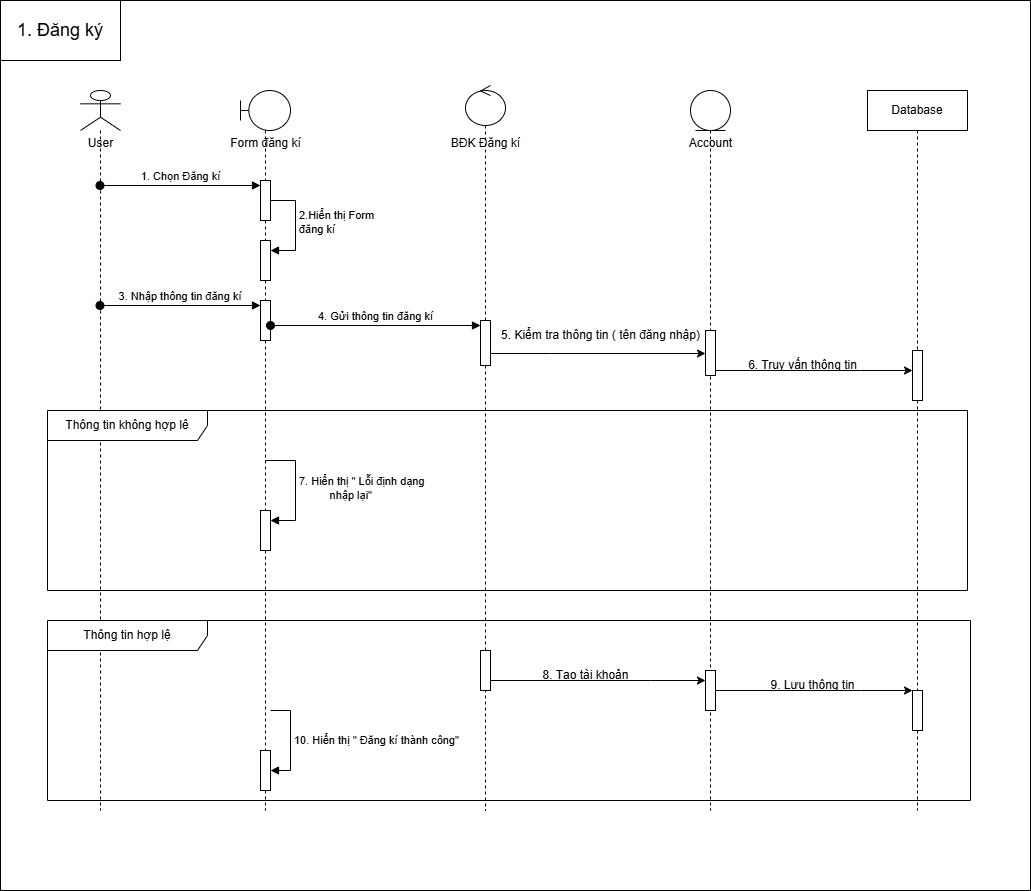 1. Đăng ký
User
Form đăng kí
BĐK Đăng kí
Account
Database
1. Chọn Đăng kí
2.Hiển thị Form
đăng kí
3. Nhập thông tin đăng kí
4. Gửi thông tin đăng kí
5. Kiểm tra thông tin ( tên đăng nhập)
6. Truy vấn thông tin
Thông tin không hợp lê
7. Hiển thị " Lỗi định dạng
nhập lại"
Thông tin hợp lệ
8. Tao tài khoản
9. Lưu thông tin
10. Hiển thị " Đăng kí thành công"